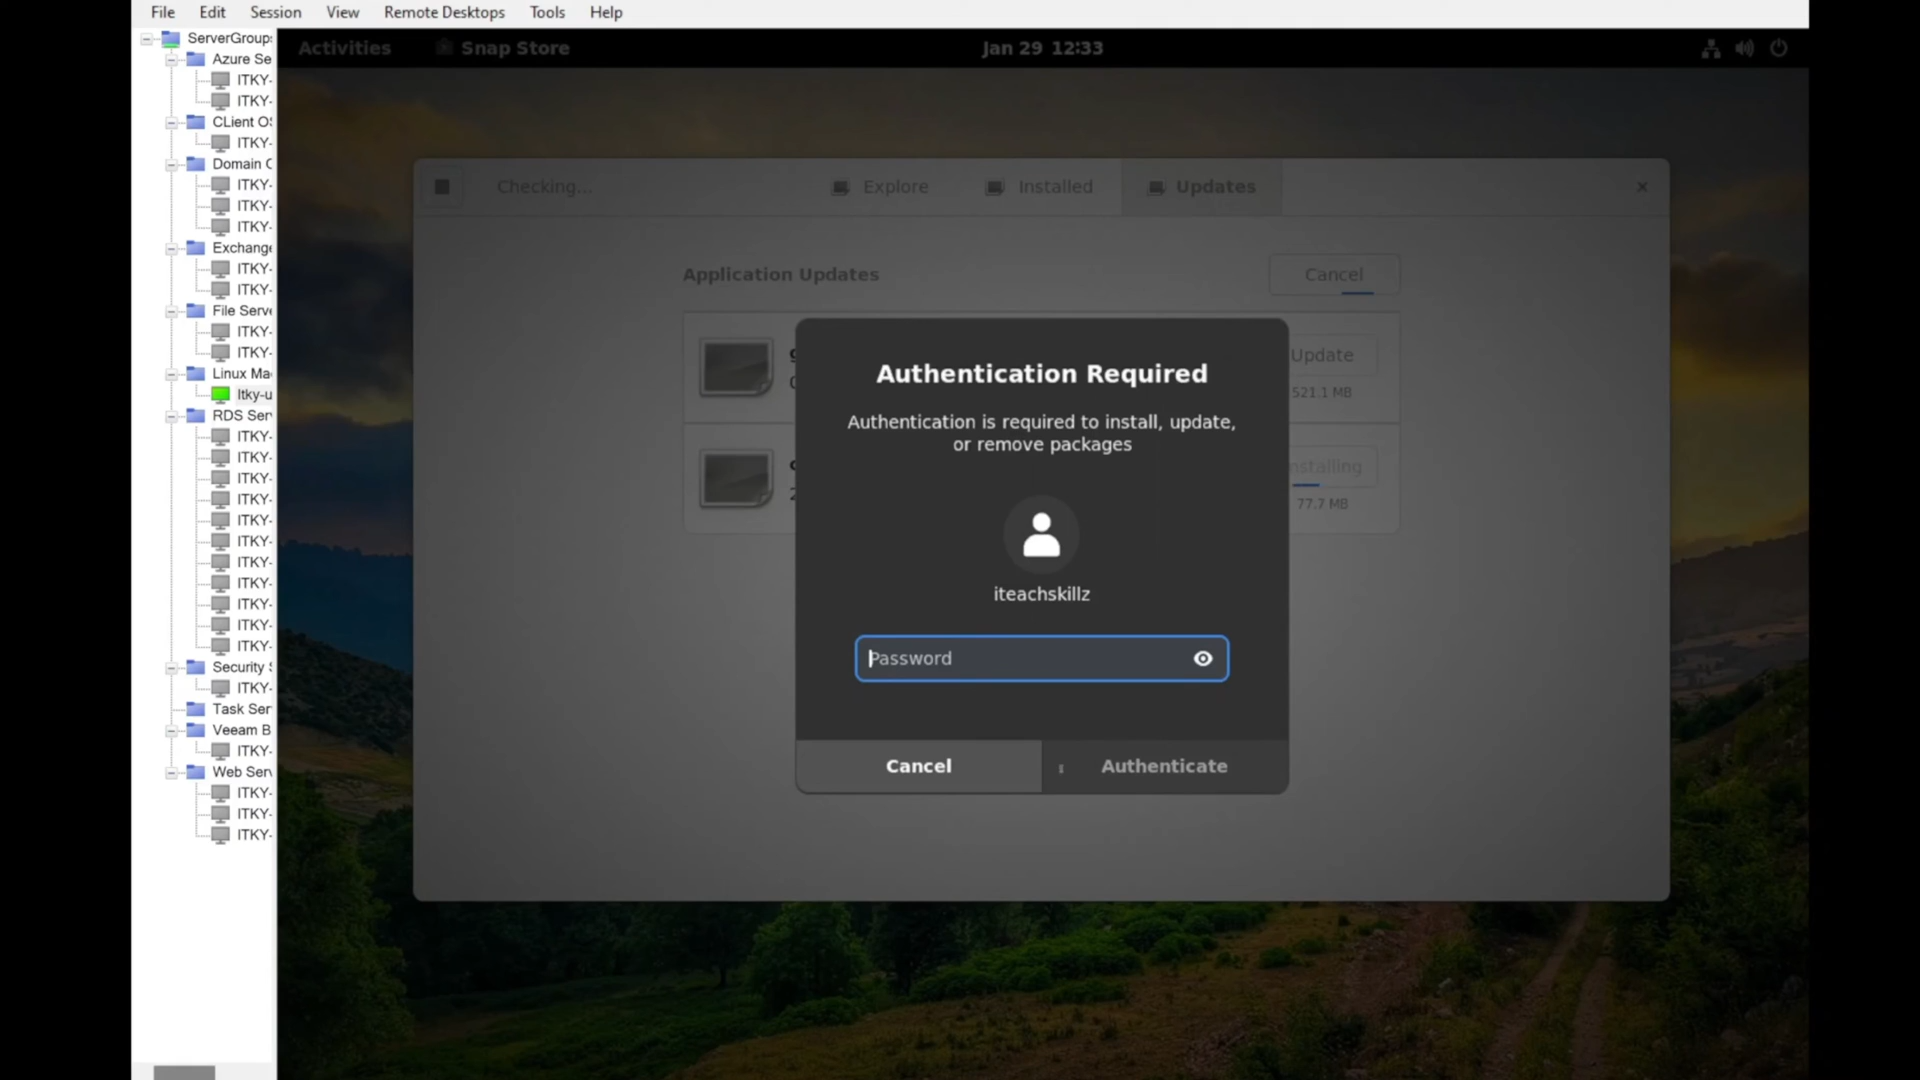 File Edit Session View Remote Desktops Tools Help
ServerGroup
Azure Se
ITKY-
ITKY-
CLient OS
ITKY-
Domain C
ITKY-
ITKY-
ITKY-
Exchange
ITKY-
ITKY-
File Serve
ITKY-
ITKY-
Linux Ma
Itky-u
RDS Serv
ITKY-
ITKY-
ITKY-
ITKY-
ITKY-
ITKY-
ITKY-
ITKY-
ITKY-
ITKY-
ITKY-
Security S
ITKY-
Task Ser
Veeam B
ITKY-
Web Serv
ITKY-
ITKY-
ITKY-
Activities Snap Store Jan 29 12:33
Checking... Explore Installed Updates
Application Updates Cancel
Update
521.1 MB
nstalling
77.7 MB
Authentication Required
Authentication is required to install, update,
or remove packages
iteachskillz
Password
Cancel Authenticate